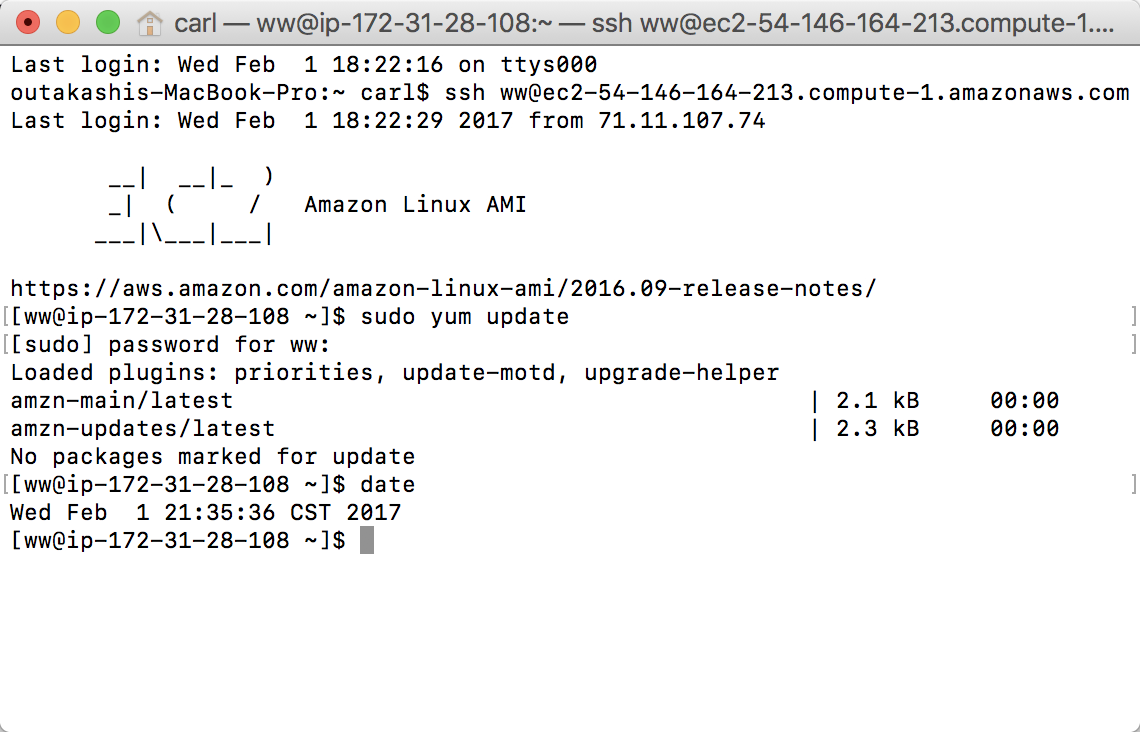 carl — ww@ip-172-31-28-108:~ — ssh ww@ec2-54-146-164-213.compute-1....
Last login: Wed Feb  1 18:22:16 on ttys000
outakashis-MacBook-Pro:~ carl$ ssh ww@ec2-54-146-164-213.compute-1.amazonaws.com
Last login: Wed Feb  1 18:22:29 2017 from 71.11.107.74

       __|  __|_  )
       _|  (     /   Amazon Linux AMI
      ___|\___|___|

https://aws.amazon.com/amazon-linux-ami/2016.09-release-notes/
[[ww@ip-172-31-28-108 ~]$ sudo yum update ]
[[sudo] password for ww: ]
Loaded plugins: priorities, update-motd, upgrade-helper
amzn-main/latest                                         | 2.1 kB     00:00
amzn-updates/latest                                      | 2.3 kB     00:00
No packages marked for update
[[ww@ip-172-31-28-108 ~]$ date ]
Wed Feb  1 21:35:36 CST 2017
[ww@ip-172-31-28-108 ~]$